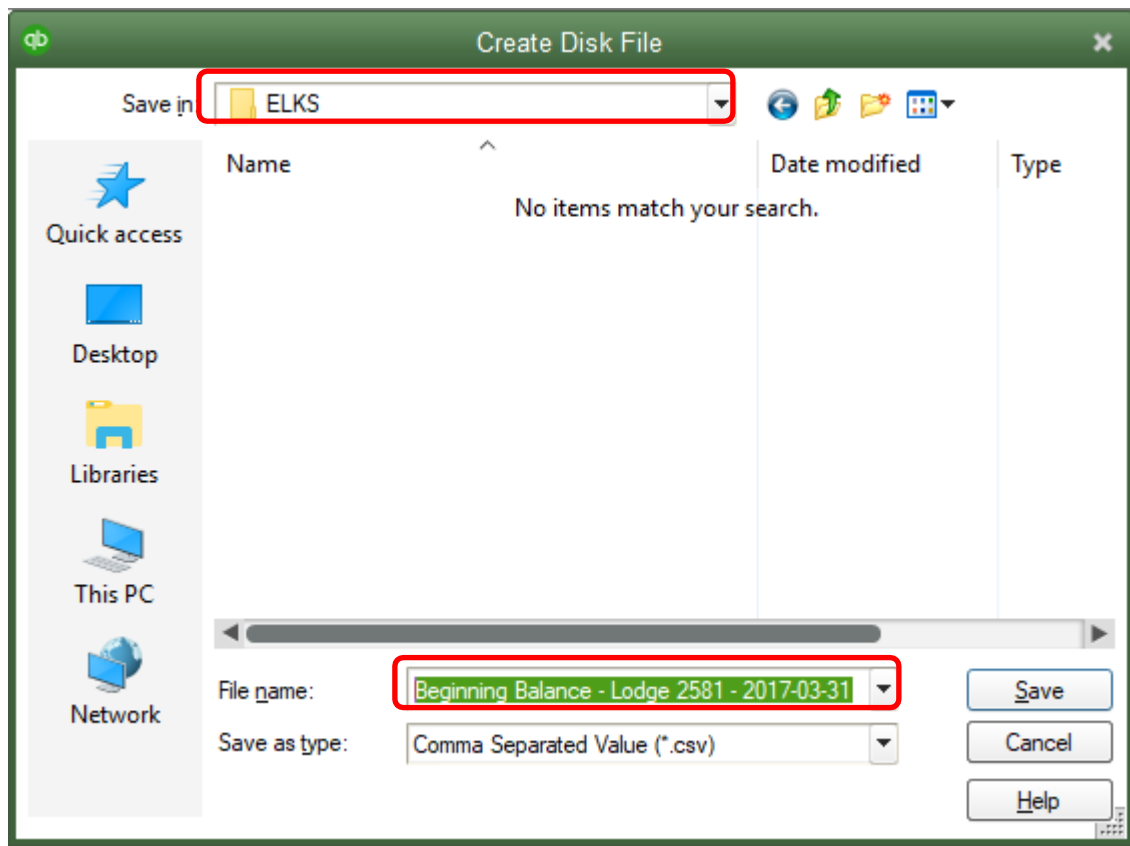 qb
Create Disk File
Save in:
ELKS
Name
Date modified
Type
No items match your search.
Quick access
Desktop
Libraries
This PC
Network
File name:
Beginning Balance - Lodge 2581 - 2017-03-31
Save
Save as type:
Comma Separated Value (*.csv)
Cancel
Help